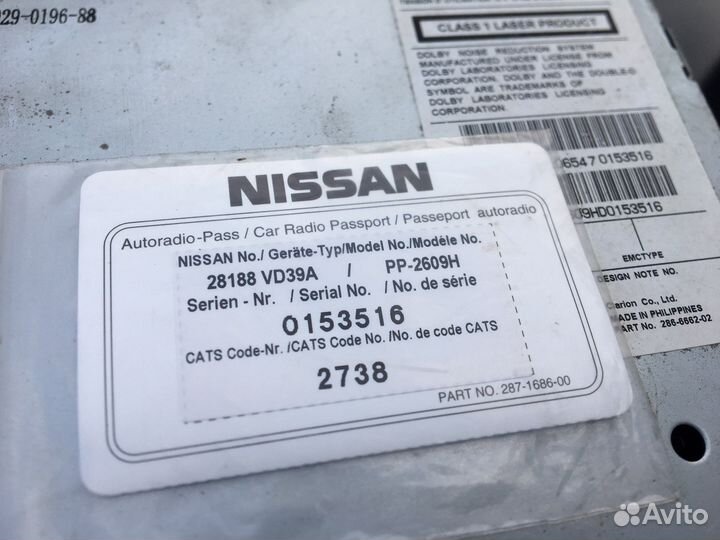 929-0196-88
CLASS 1 LASER PRODUCT
DOLBY NOISE REDUCTION SYSTEM
MANUFACTURED UNDER LICENSE FROM
DOLBY LABORATORIES LICENSING
CORPORATION. DOLBY AND THE DOUBLE-D
SYMBOL ARE TRADEMARKS OF
DOLBY LABORATORIES LICENSING
CORPORATION.
6547 0153516
09HD0153516
EMCTYPE
DESIGN NOTE NO.
Clarion Co., Ltd.
MADE IN PHILIPPINES
PART No. 286-6662-02
NISSAN
Autoradio-Pass / Car Radio Passport / Passeport autoradio
NISSAN No./ Geräte-Typ/Model No./Modèle No.
28188 VD39A / PP-2609H
Serien - Nr. / Serial No. / No. de série
0153516
CATS Code-Nr. /CATS Code No. /No. de code CATS
2738
PART NO. 287-1686-00
Avito